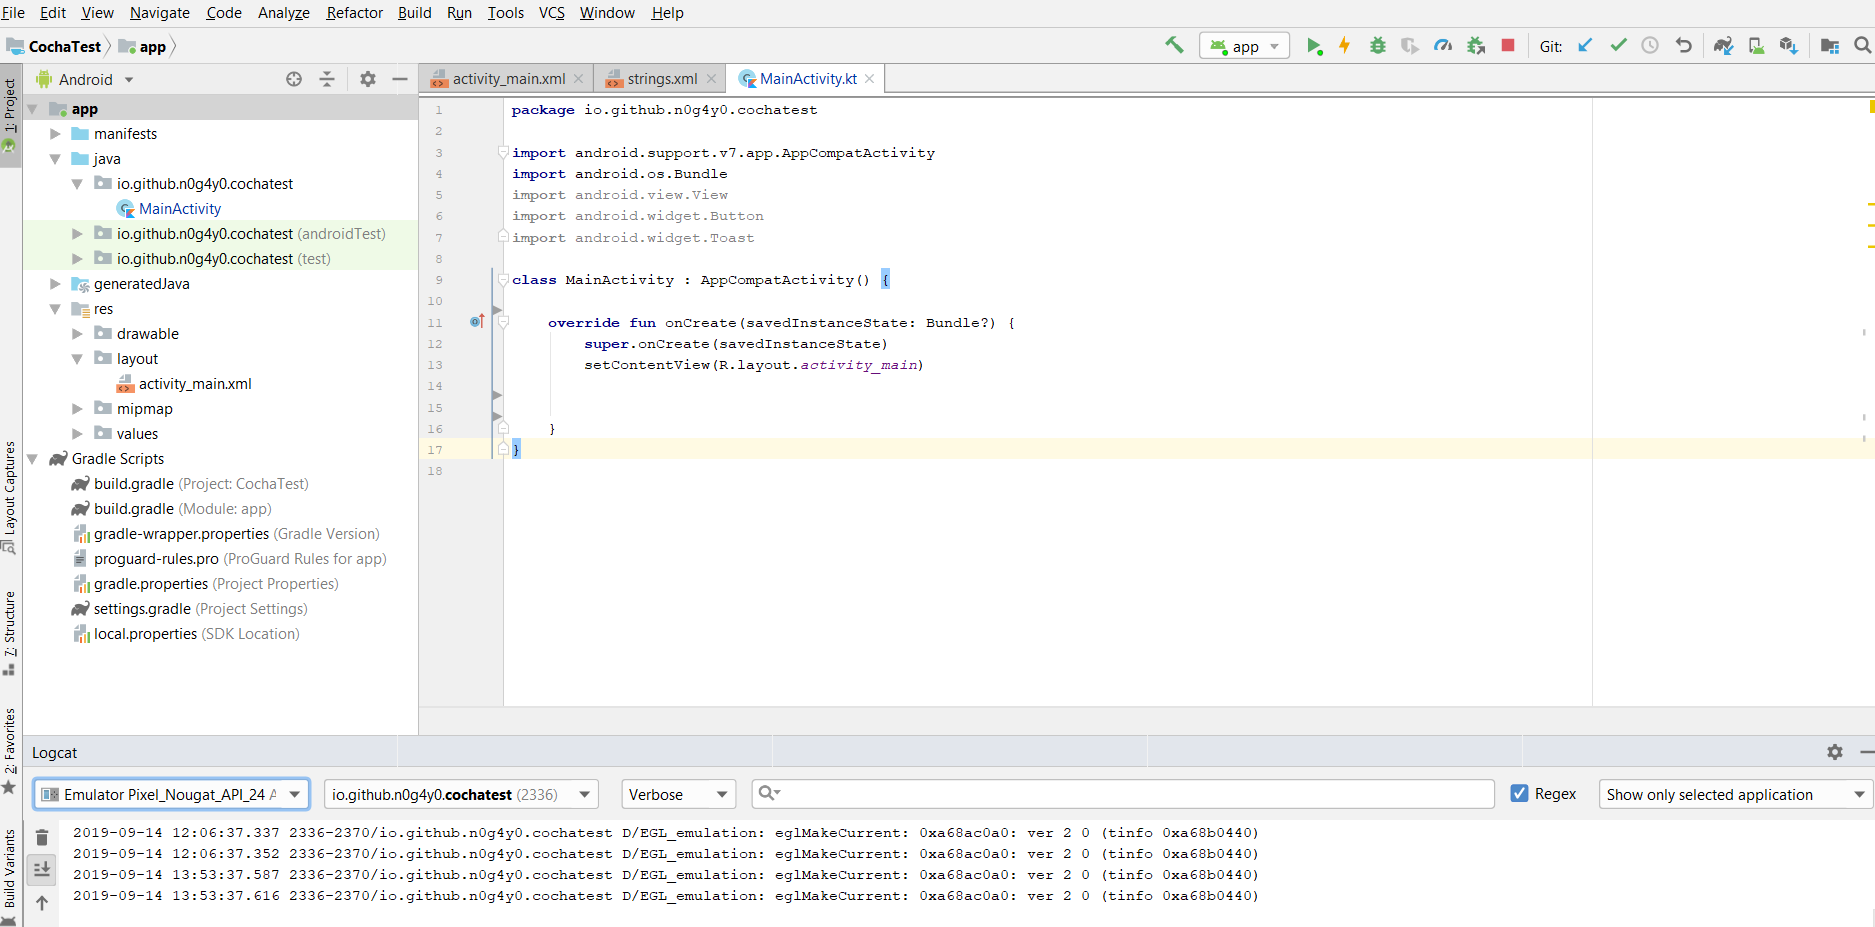 File Edit View Navigate Code Analyze Refactor Build Run Tools VCS Window Help
CochaTest app app Git:
1: Project
Layout Captures
7: Structure
2: Favorites
Build Variants
Android
app
manifests
java
io.github.n0g4y0.cochatest
MainActivity
io.github.n0g4y0.cochatest (androidTest)
io.github.n0g4y0.cochatest (test)
generatedJava
res
drawable
layout
activity_main.xml
mipmap
values
Gradle Scripts
build.gradle (Project: CochaTest)
build.gradle (Module: app)
gradle-wrapper.properties (Gradle Version)
proguard-rules.pro (ProGuard Rules for app)
gradle.properties (Project Properties)
settings.gradle (Project Settings)
local.properties (SDK Location)
activity_main.xml strings.xml MainActivity.kt
1 package io.github.n0g4y0.cochatest
2
3 import android.support.v7.app.AppCompatActivity
4 import android.os.Bundle
5 import android.view.View
6 import android.widget.Button
7 import android.widget.Toast
8
9 class MainActivity : AppCompatActivity() {
10
11 override fun onCreate(savedInstanceState: Bundle?) {
12 super.onCreate(savedInstanceState)
13 setContentView(R.layout.activity_main)
14
15
16 }
17 }
18
Logcat
Emulator Pixel_Nougat_API_24 A io.github.n0g4y0.cochatest (2336) Verbose Regex Show only selected application
2019-09-14 12:06:37.337 2336-2370/io.github.n0g4y0.cochatest D/EGL_emulation: eglMakeCurrent: 0xa68ac0a0: ver 2 0 (tinfo 0xa68b0440)
2019-09-14 12:06:37.352 2336-2370/io.github.n0g4y0.cochatest D/EGL_emulation: eglMakeCurrent: 0xa68ac0a0: ver 2 0 (tinfo 0xa68b0440)
2019-09-14 13:53:37.587 2336-2370/io.github.n0g4y0.cochatest D/EGL_emulation: eglMakeCurrent: 0xa68ac0a0: ver 2 0 (tinfo 0xa68b0440)
2019-09-14 13:53:37.616 2336-2370/io.github.n0g4y0.cochatest D/EGL_emulation: eglMakeCurrent: 0xa68ac0a0: ver 2 0 (tinfo 0xa68b0440)